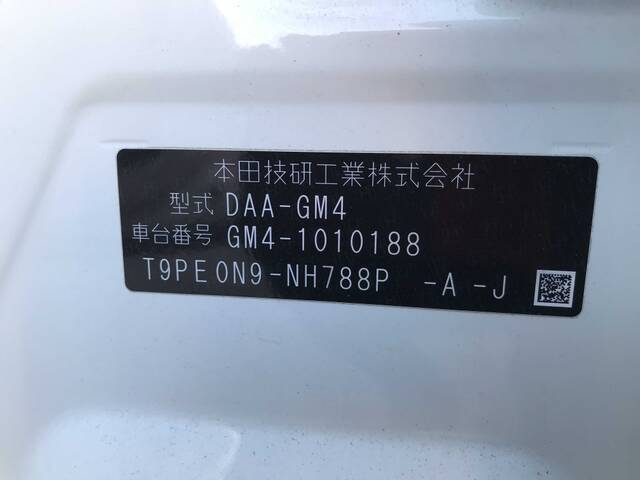 本田技研工業株式会社
型式 DAA-GM4
車台番号 GM4-1010188
T9PE0N9-NH788P -A -J